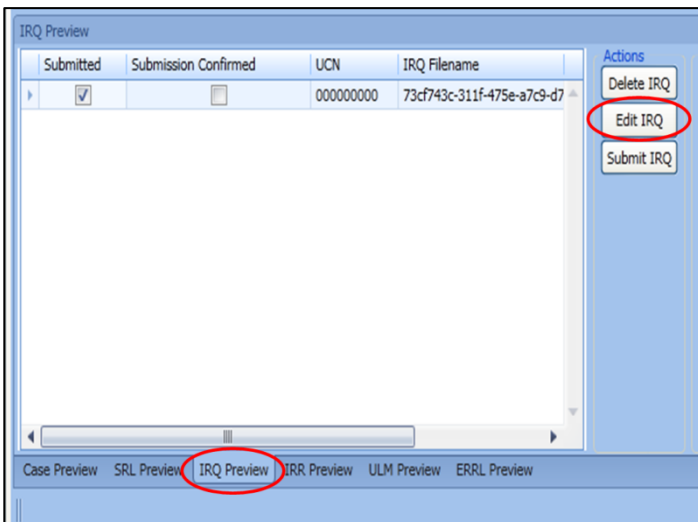 IRQ Preview
Submitted Submission Confirmed UCN IRQ Filename
000000000 73cf743c-311f-475e-a7c9-d7
Actions
Delete IRQ
Edit IRQ
Submit IRQ
Case Preview SRL Preview IRQ Preview IRR Preview ULM Preview ERRL Preview